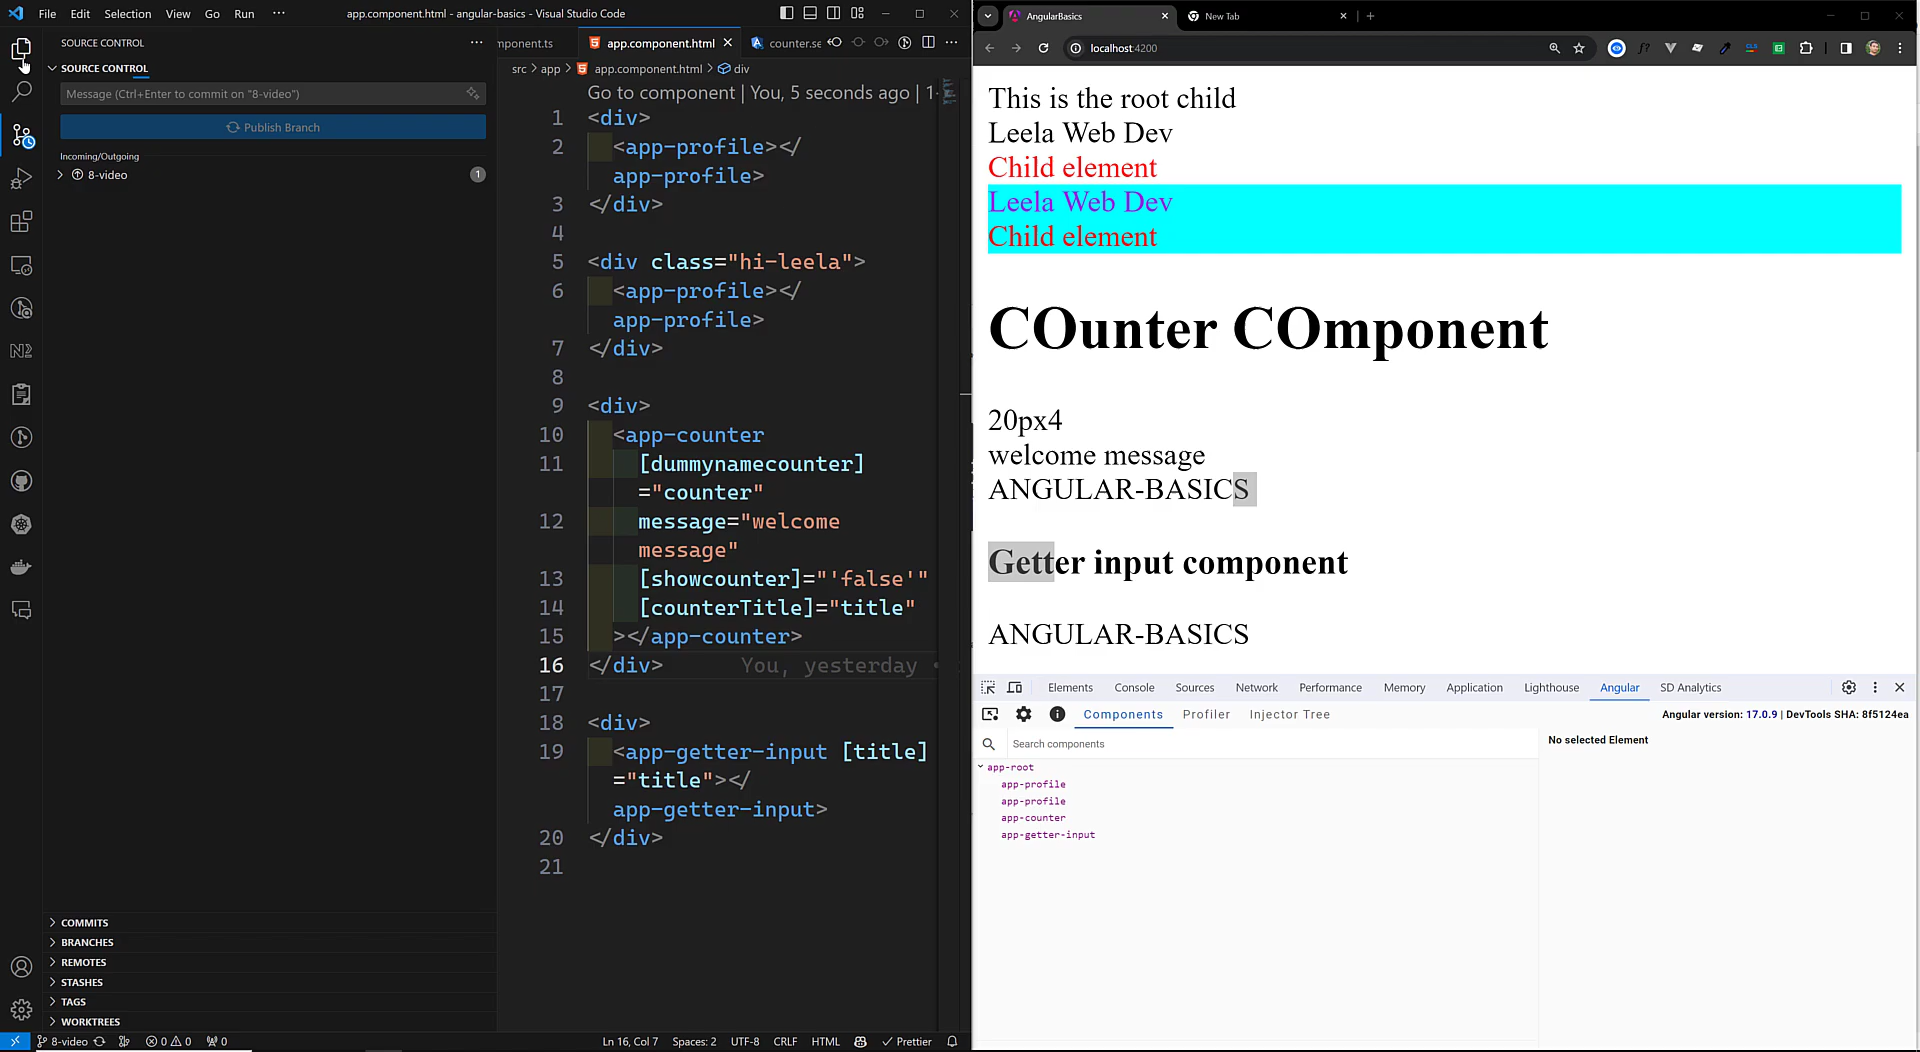 File Edit Selection View Go Run ···
app.component.html - angular-basics - Visual Studio Code
SOURCE CONTROL
SOURCE CONTROL
Message (Ctrl+Enter to commit on "8-video")
Publish Branch
Incoming/Outgoing
8-video 1
COMMITS
BRANCHES
REMOTES
STASHES
TAGS
WORKTREES
mponent.ts app.component.html counter.se
src > app > app.component.html > div
Go to component | You, 5 seconds ago | 1
1 <div>
2 <app-profile></
app-profile>
3 </div>
4
5 <div class="hi-leela">
6 <app-profile></
app-profile>
7 </div>
8
9 <div>
10 <app-counter
11 [dummynamecounter]
="counter"
12 message="welcome
message"
13 [showcounter]="'false'"
14 [counterTitle]="title"
15 ></app-counter>
16 </div> You, yesterday •
17
18 <div>
19 <app-getter-input [title]
="title"></
app-getter-input>
20 </div>
21
8-video 0 0 0 Ln 16, Col 7 Spaces: 2 UTF-8 CRLF HTML Prettier
AngularBasics New Tab
localhost:4200
This is the root child
Leela Web Dev
Child element
Leela Web Dev
Child element
COunter COmponent
20px4
welcome message
ANGULAR-BASICS
Getter input component
ANGULAR-BASICS
Elements Console Sources Network Performance Memory Application Lighthouse Angular SD Analytics
Components Profiler Injector Tree Angular version: 17.0.9 | DevTools SHA: 8f5124ea
Search components
No selected Element
app-root
app-profile
app-profile
app-counter
app-getter-input